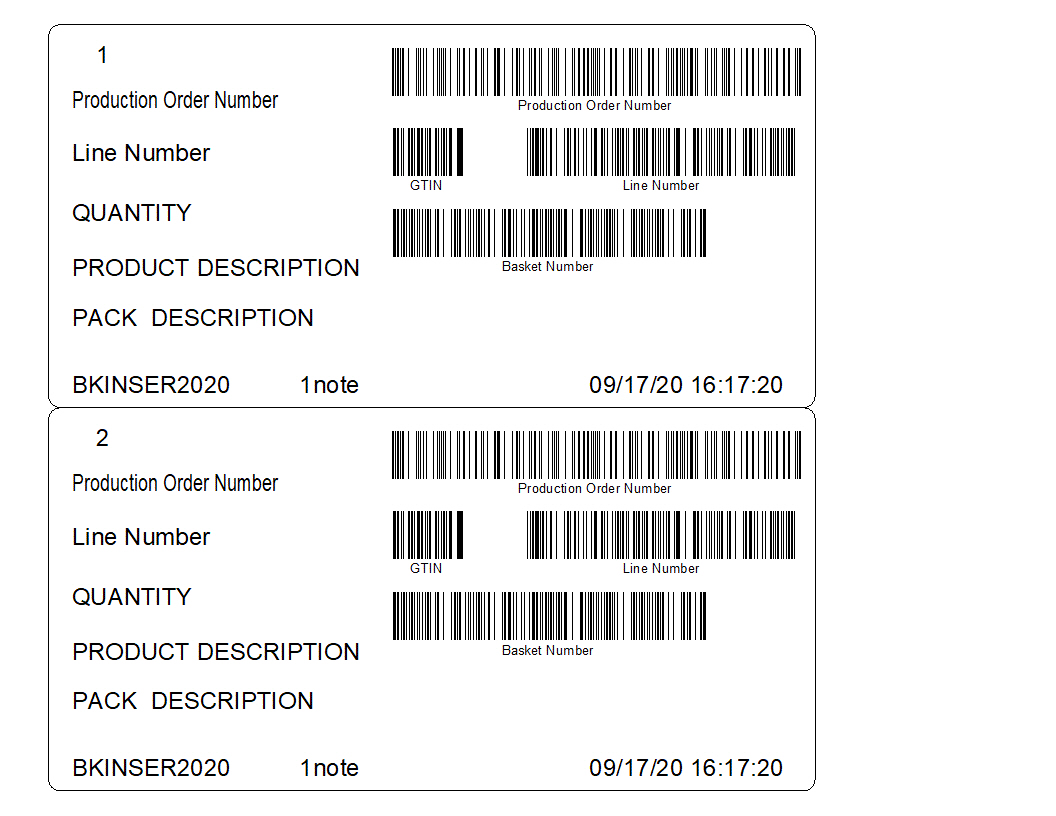 1
Production Order Number
Production Order Number
Line Number
GTIN
Line Number
QUANTITY
Basket Number
PRODUCT DESCRIPTION
PACK  DESCRIPTION
BKINSER2020 1note 09/17/20 16:17:20
2
Production Order Number
Production Order Number
Line Number
GTIN
Line Number
QUANTITY
Basket Number
PRODUCT DESCRIPTION
PACK  DESCRIPTION
BKINSER2020 1note 09/17/20 16:17:20